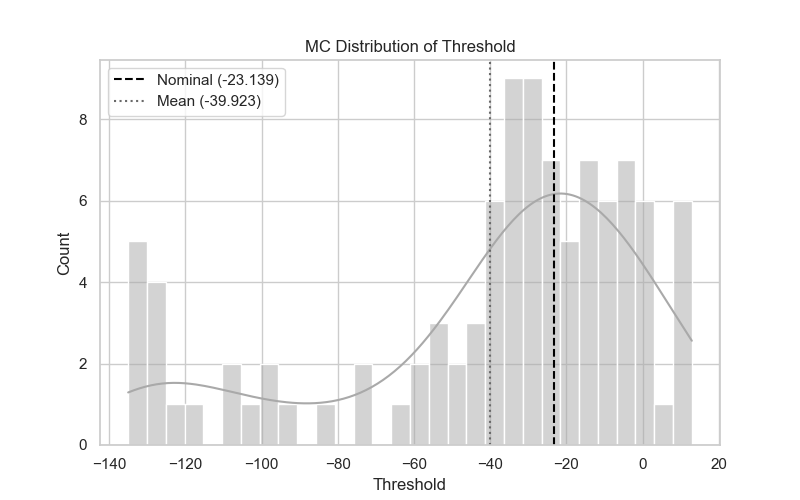 MC Distribution of Threshold
Nominal (-23.139)
Mean (-39.923)
8
6
4
2
0
Count
−140 −120 −100 −80 −60 −40 −20 0 20
Threshold